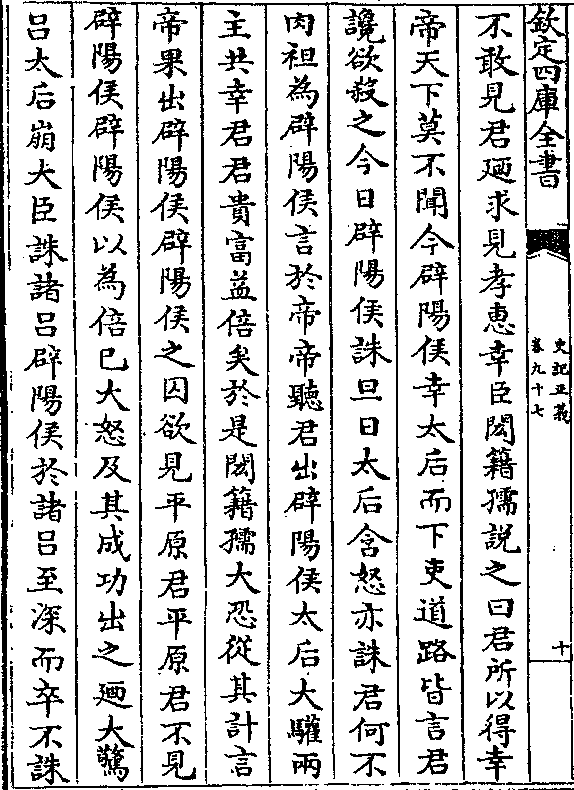 欽定四庫全書
史記正義
卷九十七
十
不敢見君廼求見孝惠幸臣閎籍孺說之曰君所以得幸
帝天下莫不聞今辟陽侯幸太后而下吏道路皆言君
讒欲殺之今日辟陽侯誅旦日太后含怒亦誅君何不
肉袒為辟陽侯言於帝帝聽君出辟陽侯太后大驩兩
主共幸君君貴富益倍矣於是閎籍孺大恐從其計言
帝果出辟陽侯辟陽侯之囚欲見平原君平原君不見
辟陽侯辟陽侯以為倍已大怒及其成功出之廼大驚
吕太后崩大臣誅諸吕辟陽侯於諸吕至深而卒不誅